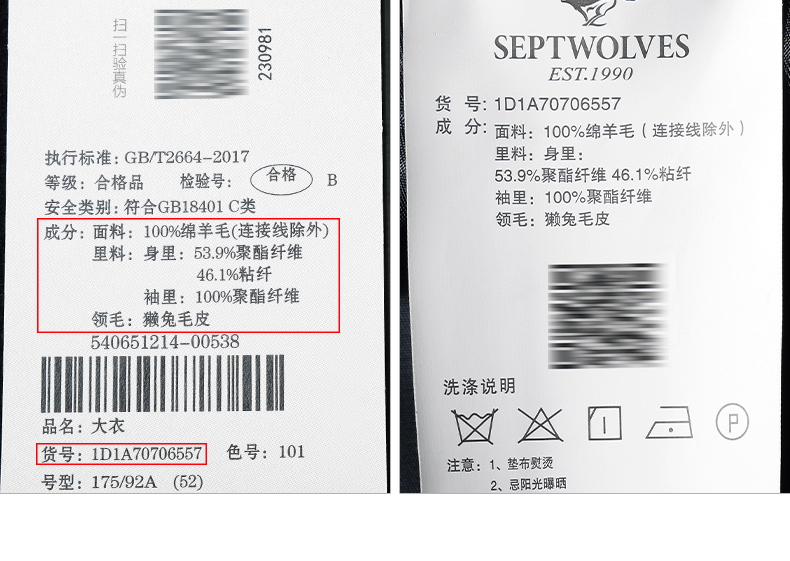 扫一扫验真伪
230981
执行标准: GB/T2664-2017
等级: 合格品 检验号: 合格 B
安全类别: 符合GB18401 C类
成分: 面料: 100%绵羊毛(连接线除外)
里料: 身里: 53.9%聚酯纤维
46.1%粘纤
袖里: 100%聚酯纤维
领毛: 獭兔毛皮
540651214-00538
品名: 大衣
货号: 1D1A70706557 色号: 101
号型: 175/92A (52)
SEPTWOLVES
EST.1990
货 号: 1D1A70706557
成 分: 面料: 100%绵羊毛 ( 连接线除外 )
里料: 身里:
53.9%聚酯纤维 46.1%粘纤
袖里: 100%聚酯纤维
领毛: 獭兔毛皮
洗涤说明
P
注意: 1、垫布熨烫
2、忌阳光曝晒